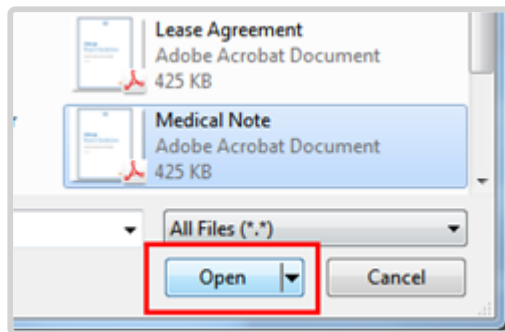 Lease Agreement
Adobe Acrobat Document
425 KB
Medical Note
Adobe Acrobat Document
425 KB
All Files (*.*)
Open
Cancel